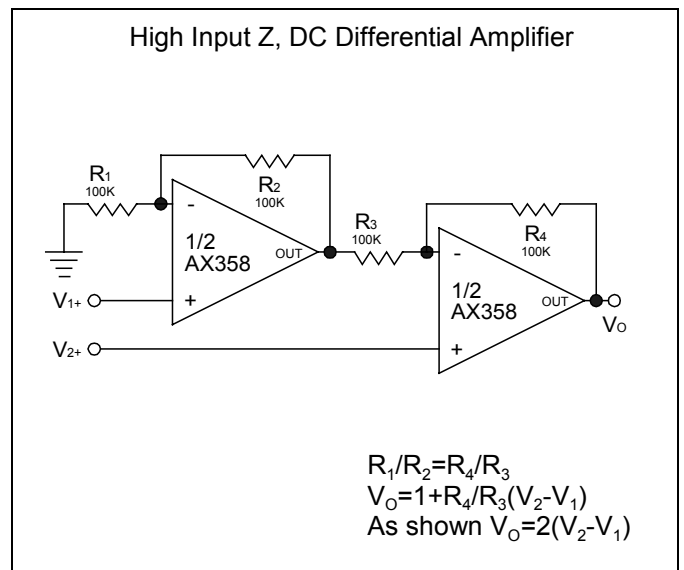 High Input Z, DC Differential Amplifier
R1
100K
R2
100K
R3
100K
R4
100K
-
1/2
AX358
OUT
+
-
1/2
AX358
OUT
+
V1+
V2+
VO
R1/R2=R4/R3
VO=1+R4/R3(V2-V1)
As shown VO=2(V2-V1)